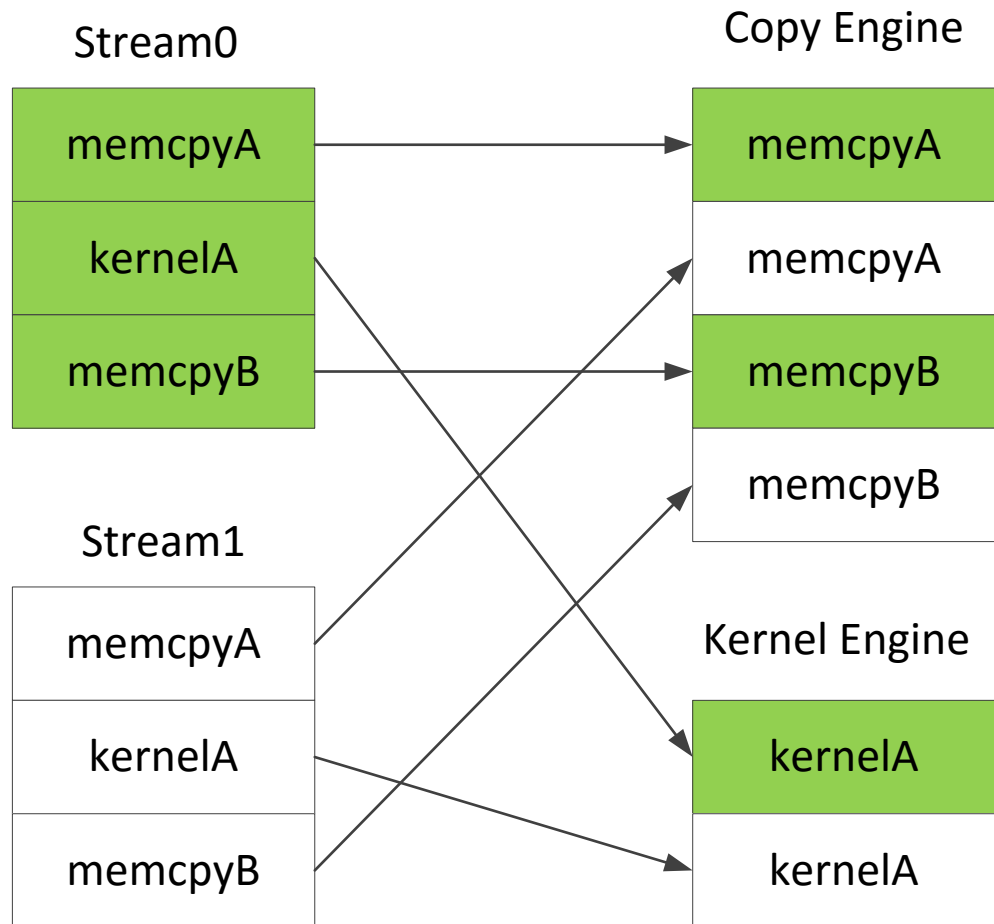 Stream0
memcpyA
kernelA
memcpyB
Stream1
memcpyA
kernelA
memcpyB
Copy Engine
memcpyA
memcpyA
memcpyB
memcpyB
Kernel Engine
kernelA
kernelA